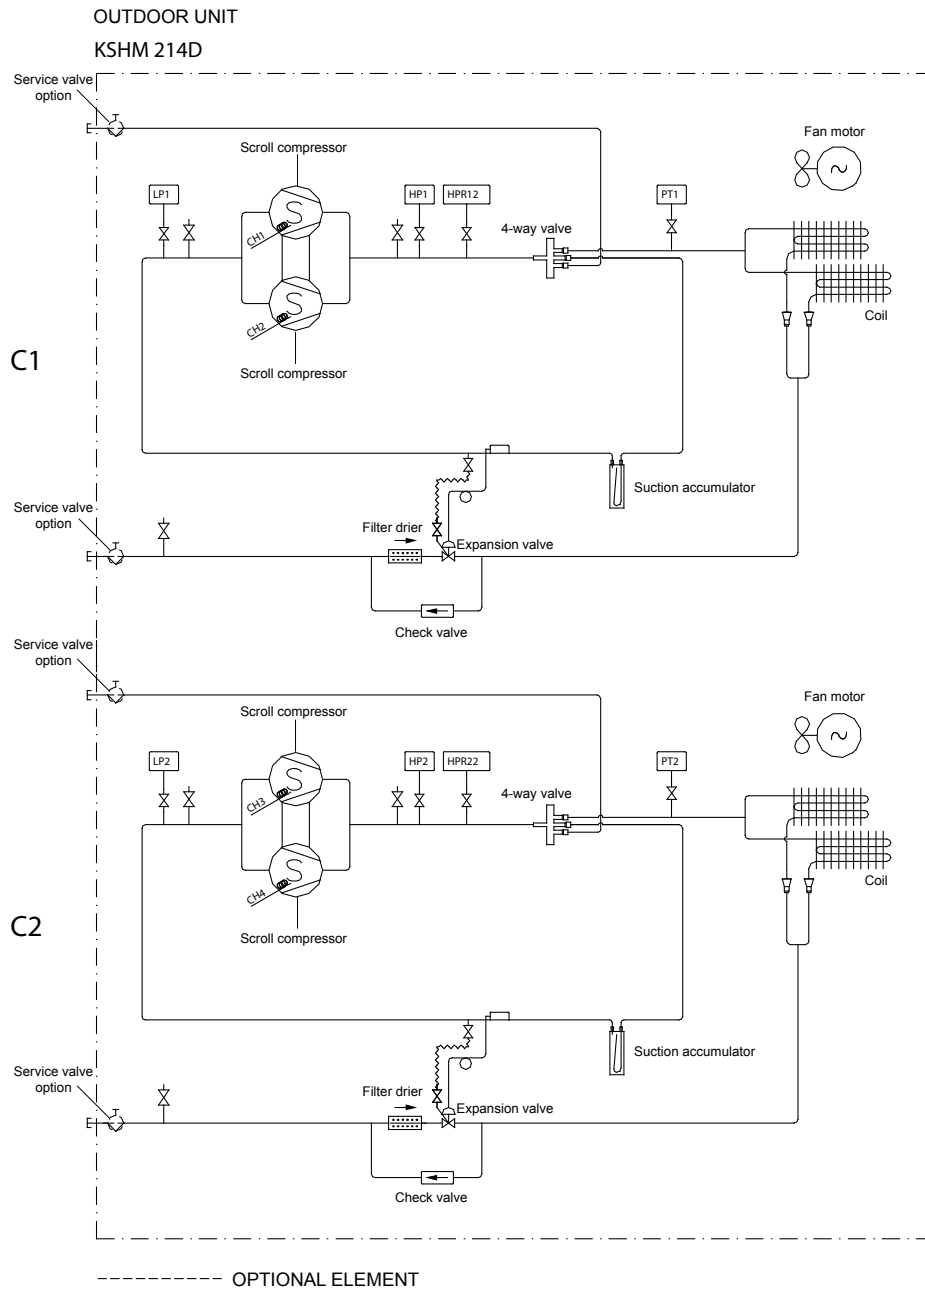 OUTDOOR UNIT
KSHM 214D
Service valve
option
Scroll compressor
Fan motor
LP1
HP1
HPR12
PT1
CH1
4-way valve
CH2
Coil
C1
Scroll compressor
Suction accumulator
Service valve
option
Filter drier
Expansion valve
Check valve
Service valve
option
Scroll compressor
Fan motor
LP2
HP2
HPR22
PT2
CH3
4-way valve
CH4
Coil
C2
Scroll compressor
Suction accumulator
Service valve
option
Filter drier
Expansion valve
Check valve
OPTIONAL ELEMENT